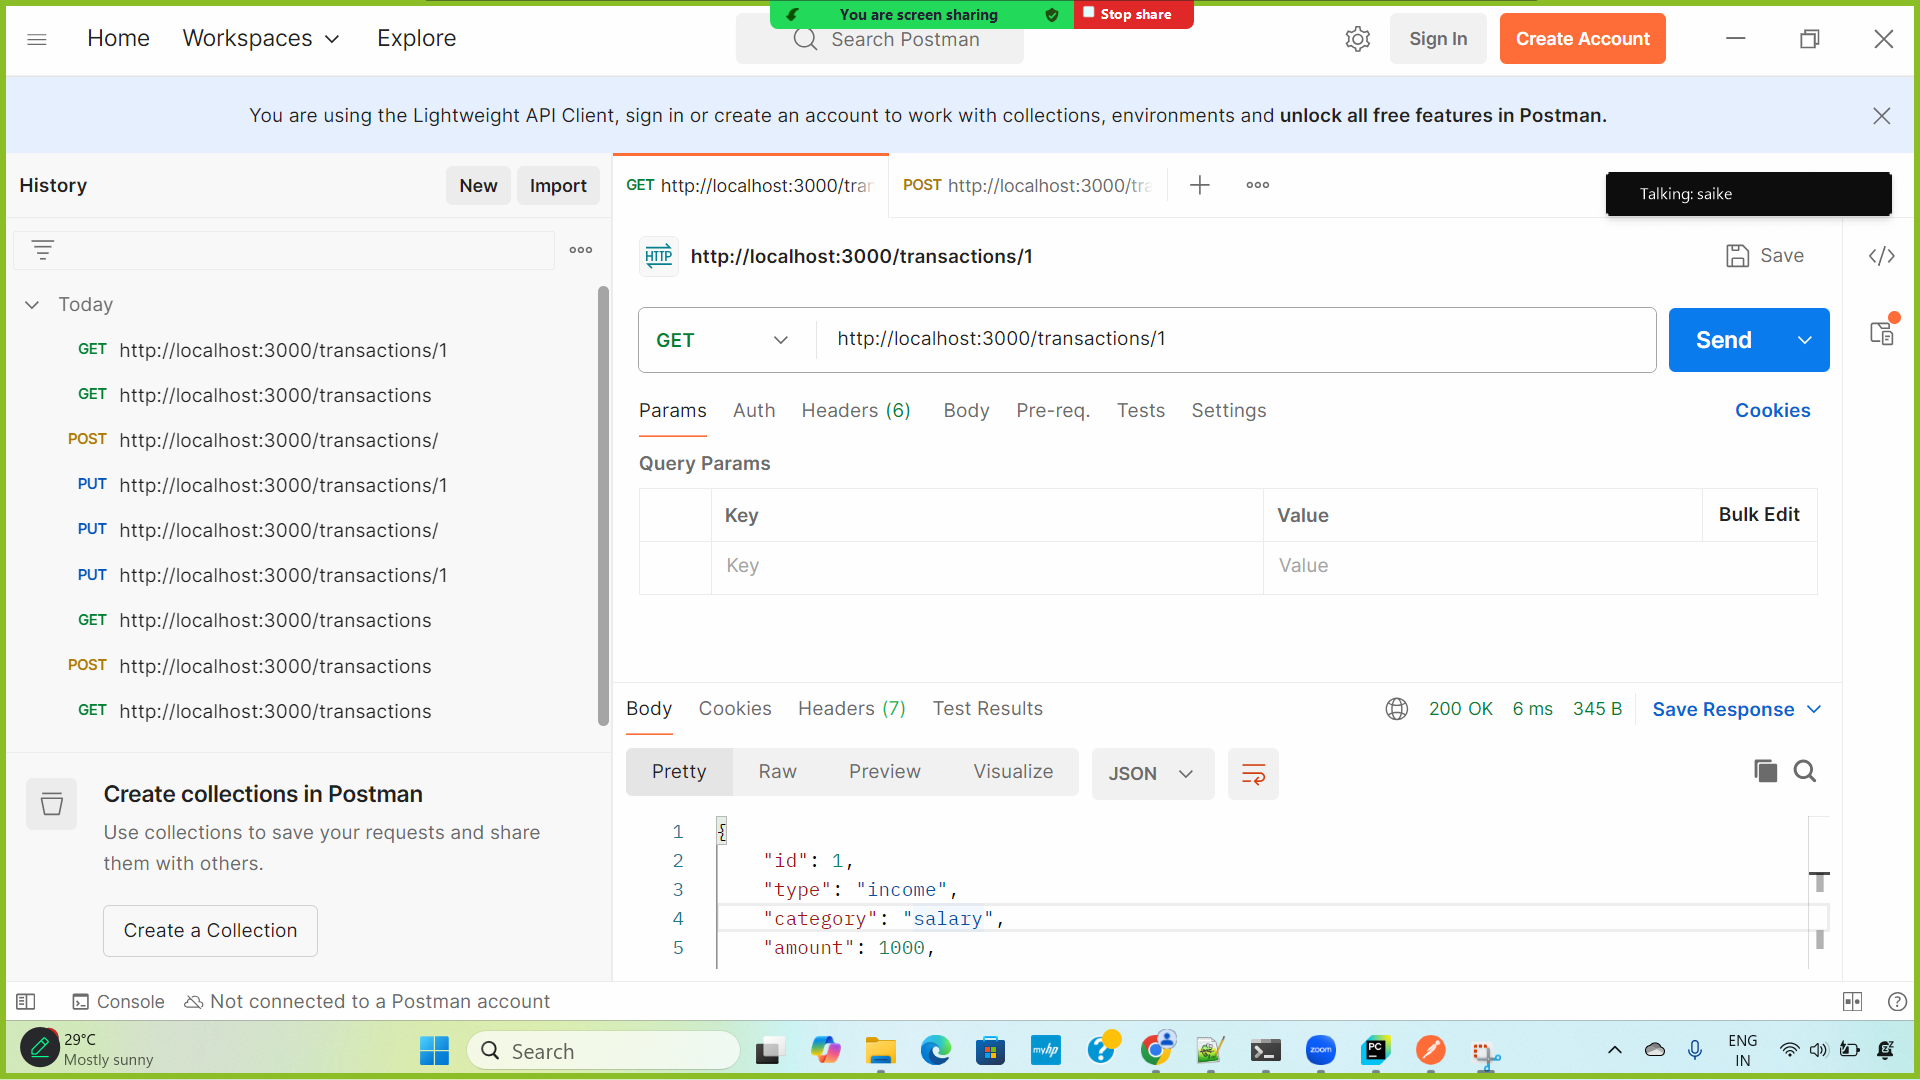 You are screen sharing
Stop share
Home
Workspaces
Explore
Search Postman
Sign In
Create Account
You are using the Lightweight API Client, sign in or create an account to work with collections, environments and unlock all free features in Postman.
History
New
Import
GET http://localhost:3000/tran
POST http://localhost:3000/tra
Talking: saike
HTTP
http://localhost:3000/transactions/1
Save
Today
GET http://localhost:3000/transactions/1
GET http://localhost:3000/transactions
POST http://localhost:3000/transactions/
PUT http://localhost:3000/transactions/1
PUT http://localhost:3000/transactions/
PUT http://localhost:3000/transactions/1
GET http://localhost:3000/transactions
POST http://localhost:3000/transactions
GET http://localhost:3000/transactions
GET
http://localhost:3000/transactions/1
Send
Params
Auth
Headers (6)
Body
Pre-req.
Tests
Settings
Cookies
Query Params
Key
Value
Bulk Edit
Key
Value
Body
Cookies
Headers (7)
Test Results
200 OK
6 ms
345 B
Save Response
Pretty
Raw
Preview
Visualize
JSON
1 {
2 "id": 1,
3 "type": "income",
4 "category": "salary",
5 "amount": 1000,
Create collections in Postman
Use collections to save your requests and share
them with others.
Create a Collection
Console
Not connected to a Postman account
29°C
Mostly sunny
Search
myhp
zoom
PC
ENG
IN